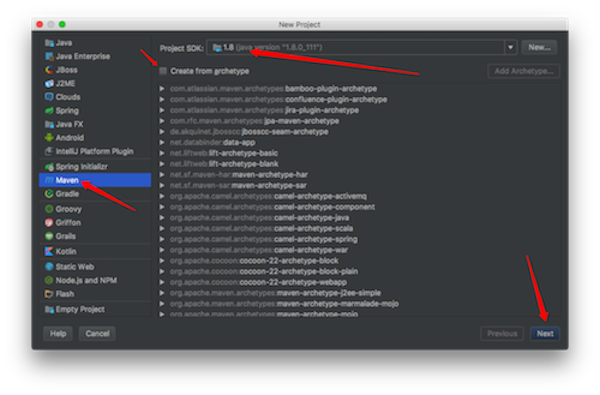 New Project
Java
Java Enterprise
JBoss
J2ME
Clouds
Spring
Java FX
Android
IntelliJ Platform Plugin
Spring Initializr
Maven
Gradle
Groovy
Griffon
Grails
Kotlin
Static Web
Node.js and NPM
Flash
Empty Project
Project SDK: 1.8 (java version "1.8.0_111") New...
Create from archetype Add Archetype...
com.atlassian.maven.archetypes:bamboo-plugin-archetype
com.atlassian.maven.archetypes:confluence-plugin-archetype
com.atlassian.maven.archetypes:jira-plugin-archetype
com.rfc.maven.archetypes:jpa-maven-archetype
de.akquinet.jbosscc:jbosscc-seam-archetype
net.databinder:data-app
net.liftweb:lift-archetype-basic
net.liftweb:lift-archetype-blank
net.sf.maven-har:maven-archetype-har
net.sf.maven-sar:maven-archetype-sar
org.apache.camel.archetypes:camel-archetype-activemq
org.apache.camel.archetypes:camel-archetype-component
org.apache.camel.archetypes:camel-archetype-java
org.apache.camel.archetypes:camel-archetype-scala
org.apache.camel.archetypes:camel-archetype-spring
org.apache.camel.archetypes:camel-archetype-war
org.apache.cocoon:cocoon-22-archetype-block
org.apache.cocoon:cocoon-22-archetype-block-plain
org.apache.cocoon:cocoon-22-archetype-webapp
org.apache.maven.archetypes:maven-archetype-j2ee-simple
org.apache.maven.archetypes:maven-archetype-marmalade-mojo
org.apache.maven.archetypes:maven-archetype-mojo
Help Cancel Previous Next